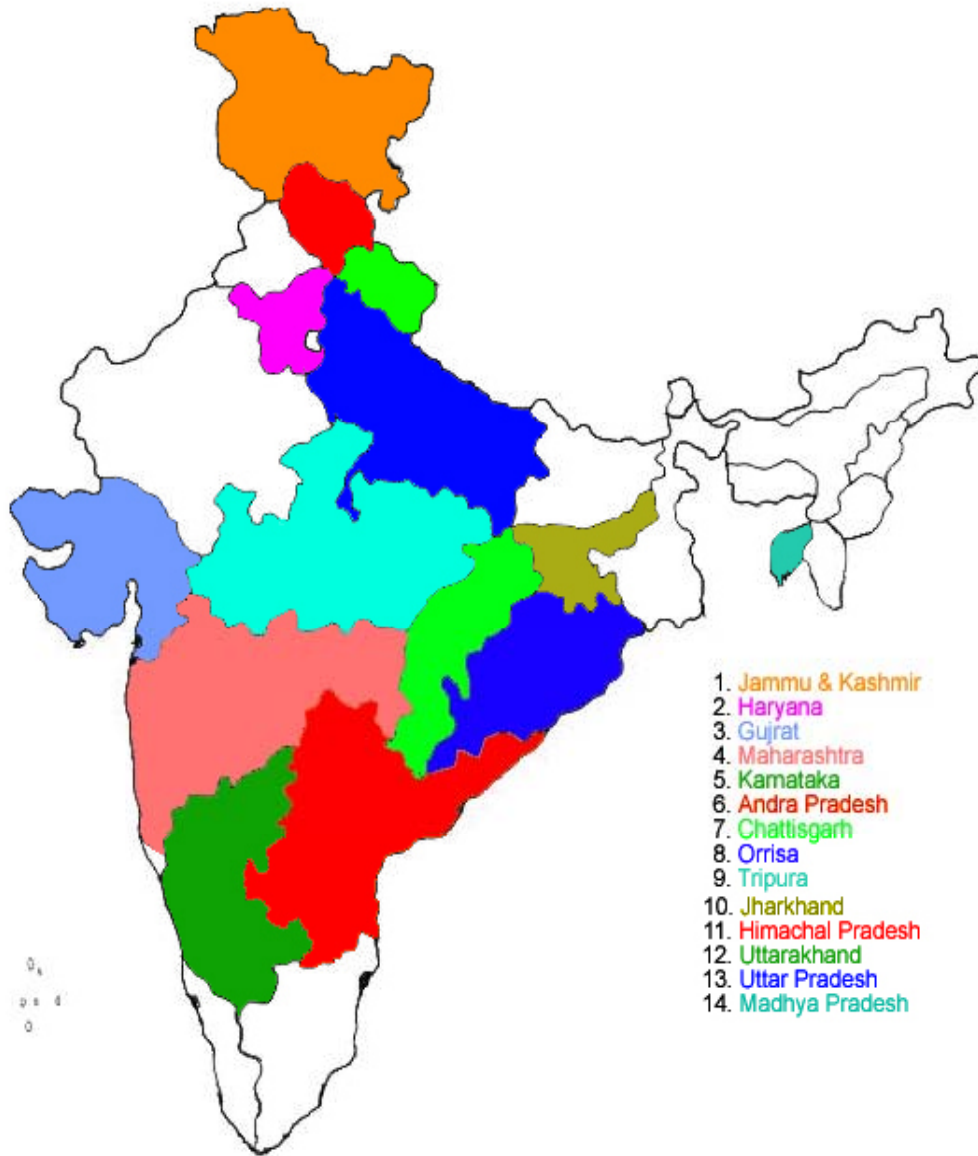 1. Jammu & Kashmir
2. Haryana
3. Gujrat
4. Maharashtra
5. Karnataka
6. Andra Pradesh
7. Chattisgarh
8. Orrisa
9. Tripura
10. Jharkhand
11. Himachal Pradesh
12. Uttarakhand
13. Uttar Pradesh
14. Madhya Pradesh